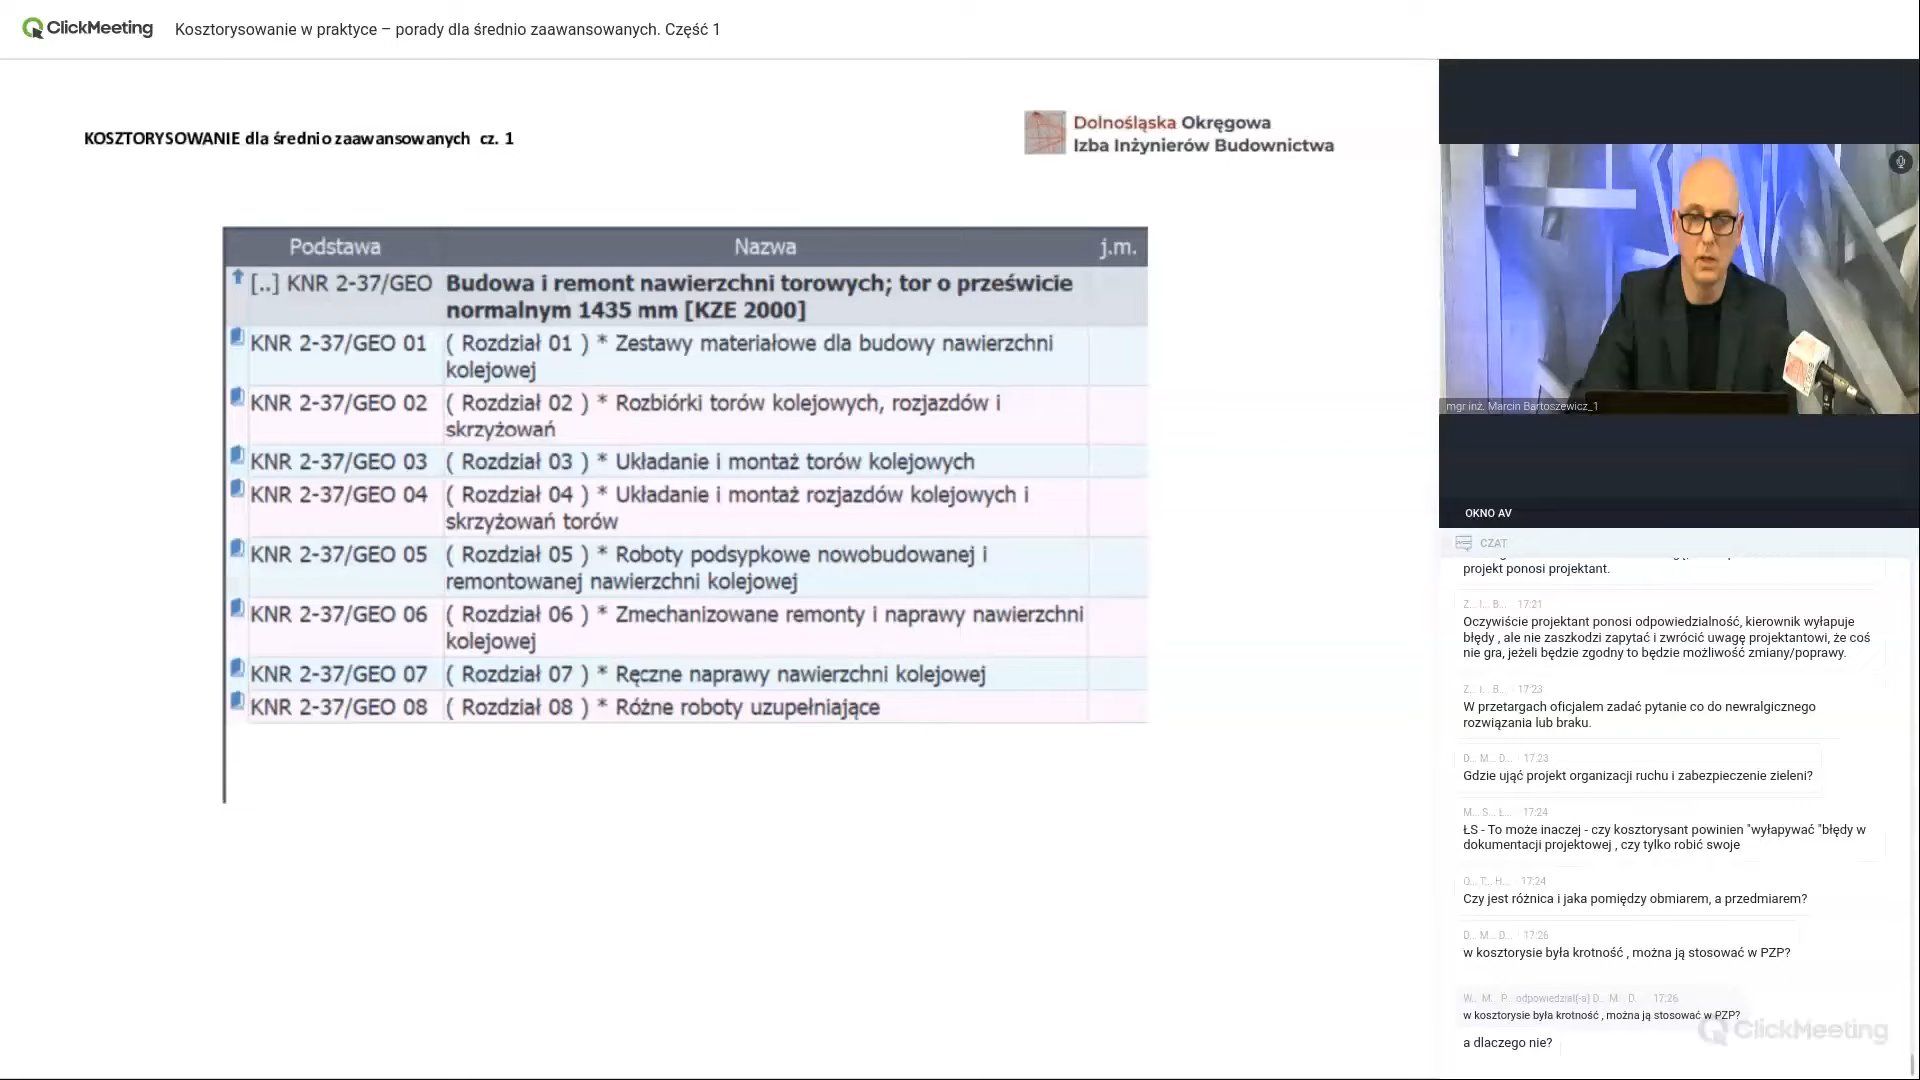 ClickMeeting
Kosztorysowanie w praktyce – porady dla średnio zaawansowanych. Część 1
KOSZTORYSOWANIE dla średnio zaawansowanych cz. 1
Dolnośląska Okręgowa
Izba Inżynierów Budownictwa
Podstawa Nazwa j.m.
[..] KNR 2-37/GEO Budowa i remont nawierzchni torowych; tor o prześwicie
normalnym 1435 mm [KZE 2000]
KNR 2-37/GEO 01 ( Rozdział 01 ) * Zestawy materiałowe dla budowy nawierzchni
kolejowej
KNR 2-37/GEO 02 ( Rozdział 02 ) * Rozbiórki torów kolejowych, rozjazdów i
skrzyżowań
KNR 2-37/GEO 03 ( Rozdział 03 ) * Układanie i montaż torów kolejowych
KNR 2-37/GEO 04 ( Rozdział 04 ) * Układanie i montaż rozjazdów kolejowych i
skrzyżowań torów
KNR 2-37/GEO 05 ( Rozdział 05 ) * Roboty podsypkowe nowobudowanej i
remontowanej nawierzchni kolejowej
KNR 2-37/GEO 06 ( Rozdział 06 ) * Zmechanizowane remonty i naprawy nawierzchni
kolejowej
KNR 2-37/GEO 07 ( Rozdział 07 ) * Ręczne naprawy nawierzchni kolejowej
KNR 2-37/GEO 08 ( Rozdział 08 ) * Różne roboty uzupełniające
mgr inż. Marcin Bartoszewicz_1
OKNO AV
CZAT
projekt ponosi projektant.
Z... I... B... 17:21
Oczywiście projektant ponosi odpowiedzialność, kierownik wyłapuje
błędy , ale nie zaszkodzi zapytać i zwrócić uwagę projektantowi, że coś
nie gra, jeżeli będzie zgodny to będzie możliwość zmiany/poprawy.
Z... I... B... 17:23
W przetargach oficjalem zadać pytanie co do newralgicznego
rozwiązania lub braku.
D... M... D... 17:23
Gdzie ująć projekt organizacji ruchu i zabezpieczenie zieleni?
M... S... Ł... 17:24
ŁS - To może inaczej - czy kosztorysant powinien "wyłapywać "błędy w
dokumentacji projektowej , czy tylko robić swoje
O... T... H... 17:24
Czy jest różnica i jaka pomiędzy obmiarem, a przedmiarem?
D... M... D... 17:26
w kosztorysie była krotność , można ją stosować w PZP?
W... M... P... odpowiedział(-a) D... M... D... 17:26
w kosztorysie była krotność , można ją stosować w PZP?
a dlaczego nie?
ClickMeeting